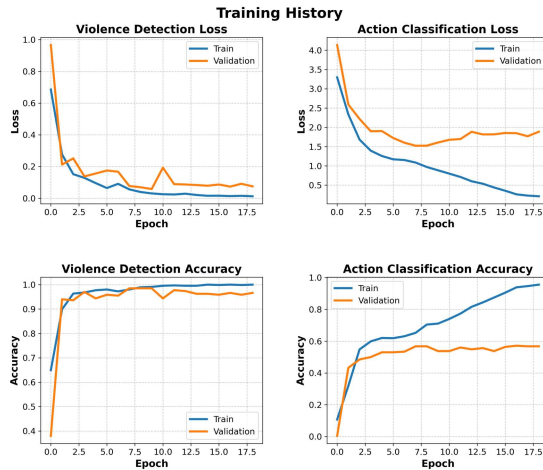 Training History
Violence Detection Loss
1.0
0.8
0.6
0.4
0.2
0.0
Loss
Train
Validation
0.0 2.5 5.0 7.5 10.0 12.5 15.0 17.5
Epoch
Action Classification Loss
4.0
3.5
3.0
2.5
2.0
1.5
1.0
0.5
Loss
Train
Validation
0.0 2.5 5.0 7.5 10.0 12.5 15.0 17.5
Epoch
Violence Detection Accuracy
1.0
0.9
0.8
0.7
0.6
0.5
0.4
Accuracy
Train
Validation
0.0 2.5 5.0 7.5 10.0 12.5 15.0 17.5
Epoch
Action Classification Accuracy
1.0
0.8
0.6
0.4
0.2
0.0
Accuracy
Train
Validation
0.0 2.5 5.0 7.5 10.0 12.5 15.0 17.5
Epoch